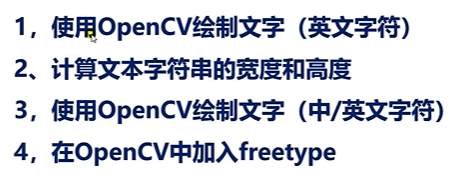 1，使用OpenCV绘制文字（英文字符）
2、计算文本字符串的宽度和高度
3，使用OpenCV绘制文字（中/英文字符）
4，在OpenCV中加入freetype